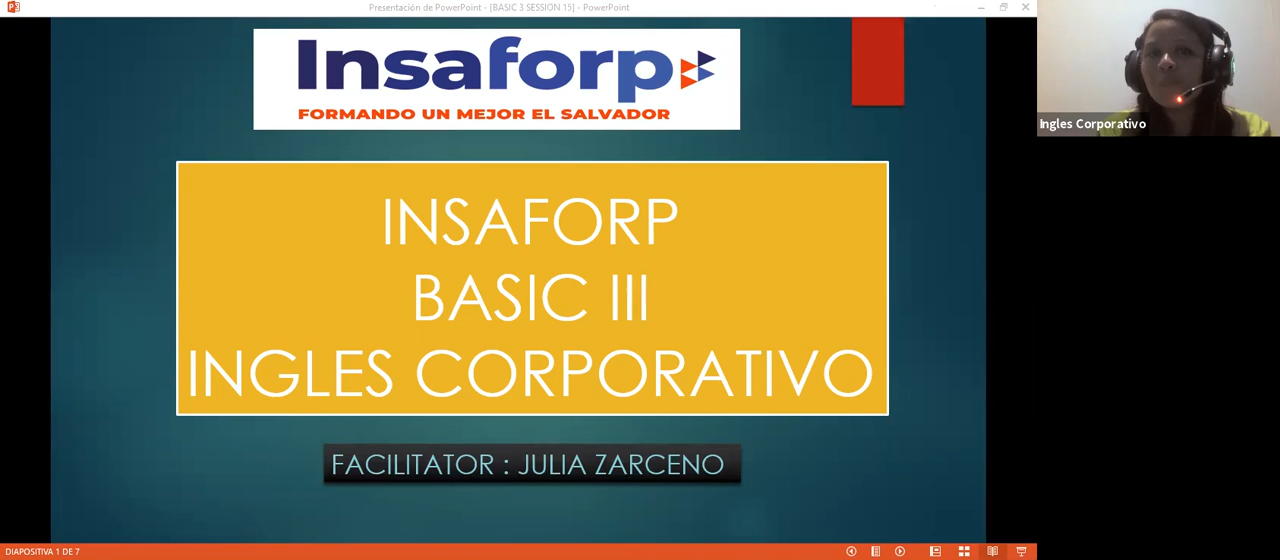 Presentación de PowerPoint - [BASIC 3 SESSION 15] - PowerPoint
Insaforp
FORMANDO UN MEJOR EL SALVADOR
Ingles Corporativo
INSAFORP
BASIC III
INGLES CORPORATIVO
FACILITATOR : JULIA ZARCENO
DIAPOSITIVA 1 DE 7